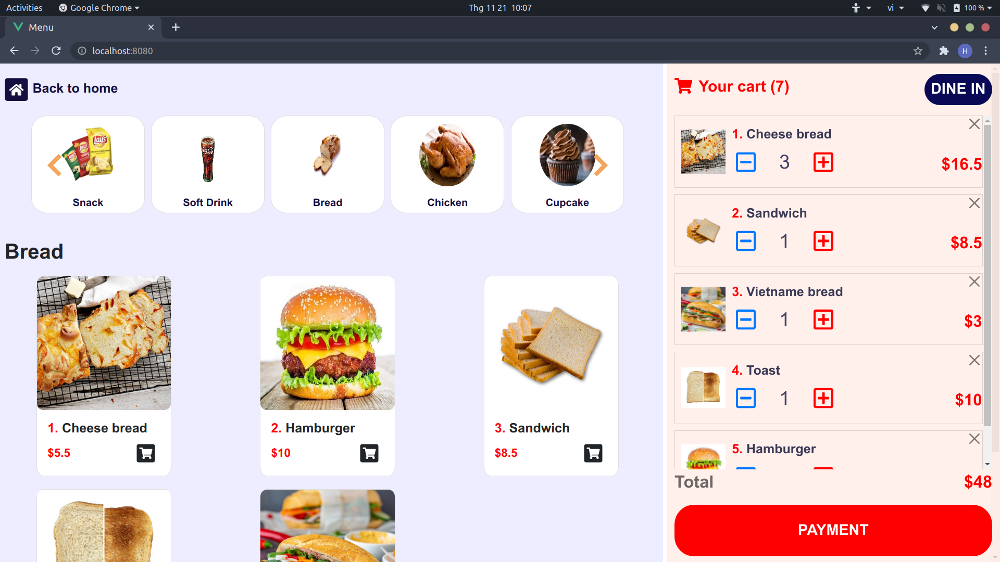 Activities
Google Chrome
Thg 11 21 10:07
vi
100 %
Menu
localhost:8080
H
Back to home
Your cart (7)
DINE IN
Lay's
Lay's
Lay's
Snack
Soft Drink
Bread
Chicken
Cupcake
Bread
1. Cheese bread
$5.5
2. Hamburger
$10
3. Sandwich
$8.5
1. Cheese bread
3
$16.5
2. Sandwich
1
$8.5
3. Vietname bread
1
$3
4. Toast
1
$10
5. Hamburger
Total
$48
PAYMENT